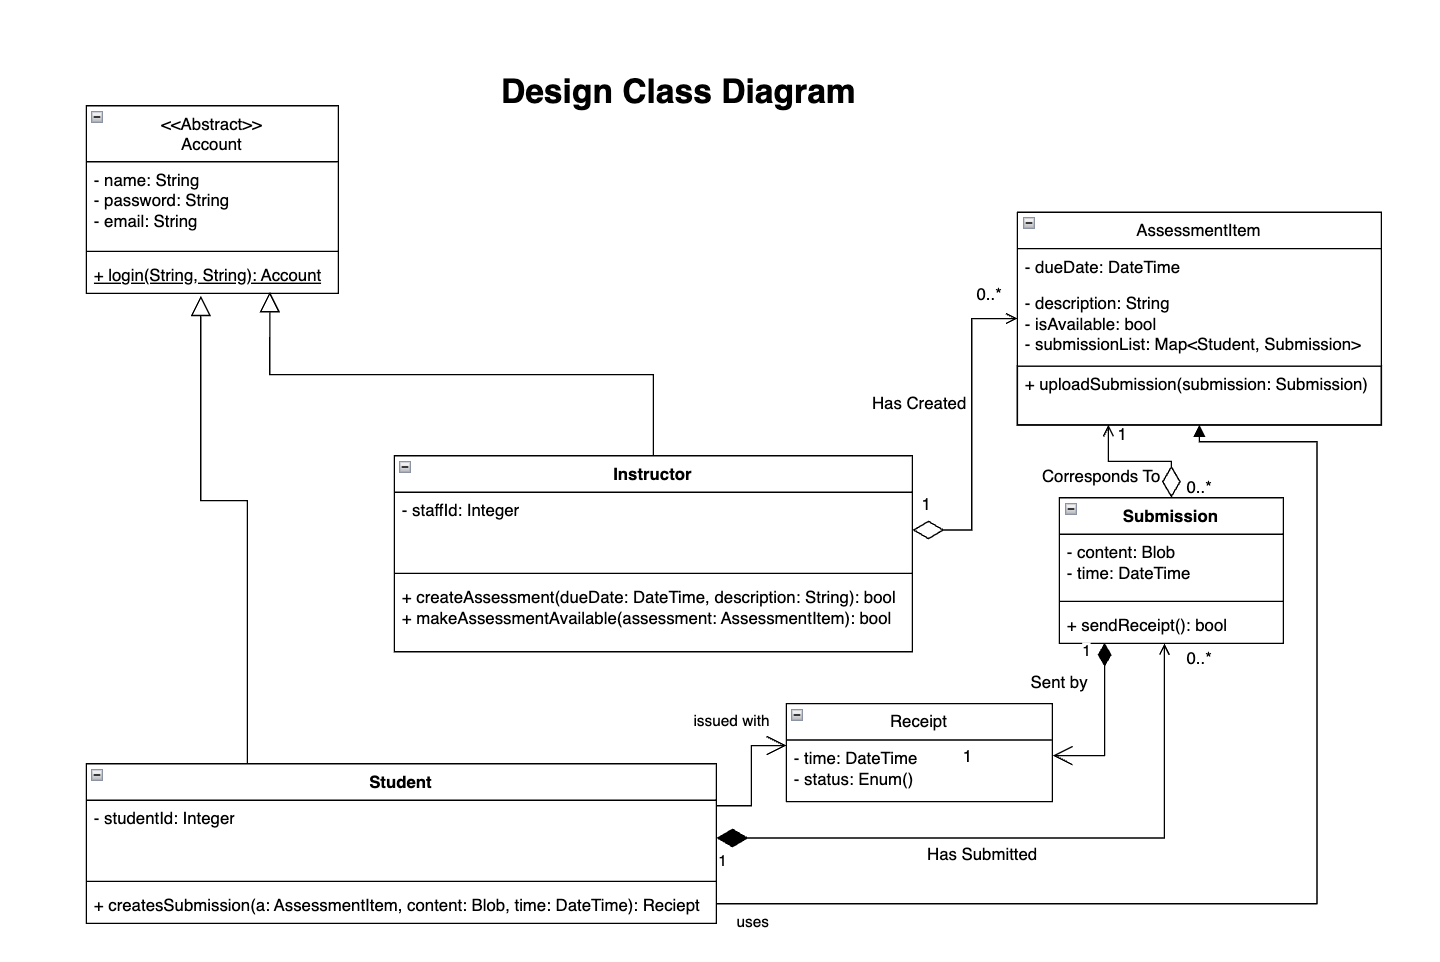 Design Class Diagram
<<Abstract>>
Account
- name: String
- password: String
- email: String
+ login(String, String): Account
AssessmentItem
- dueDate: DateTime
- description: String
- isAvailable: bool
- submissionList: Map<Student, Submission>
+ uploadSubmission(submission: Submission)
0..*
Has Created
1
Instructor
- staffId: Integer
+ createAssessment(dueDate: DateTime, description: String): bool
+ makeAssessmentAvailable(assessment: AssessmentItem): bool
1
Corresponds To
0..*
Submission
- content: Blob
- time: DateTime
+ sendReceipt(): bool
1
0..*
Sent by
issued with
Receipt
- time: DateTime
1
- status: Enum()
Student
- studentId: Integer
+ createsSubmission(a: AssessmentItem, content: Blob, time: DateTime): Reciept
1
Has Submitted
uses